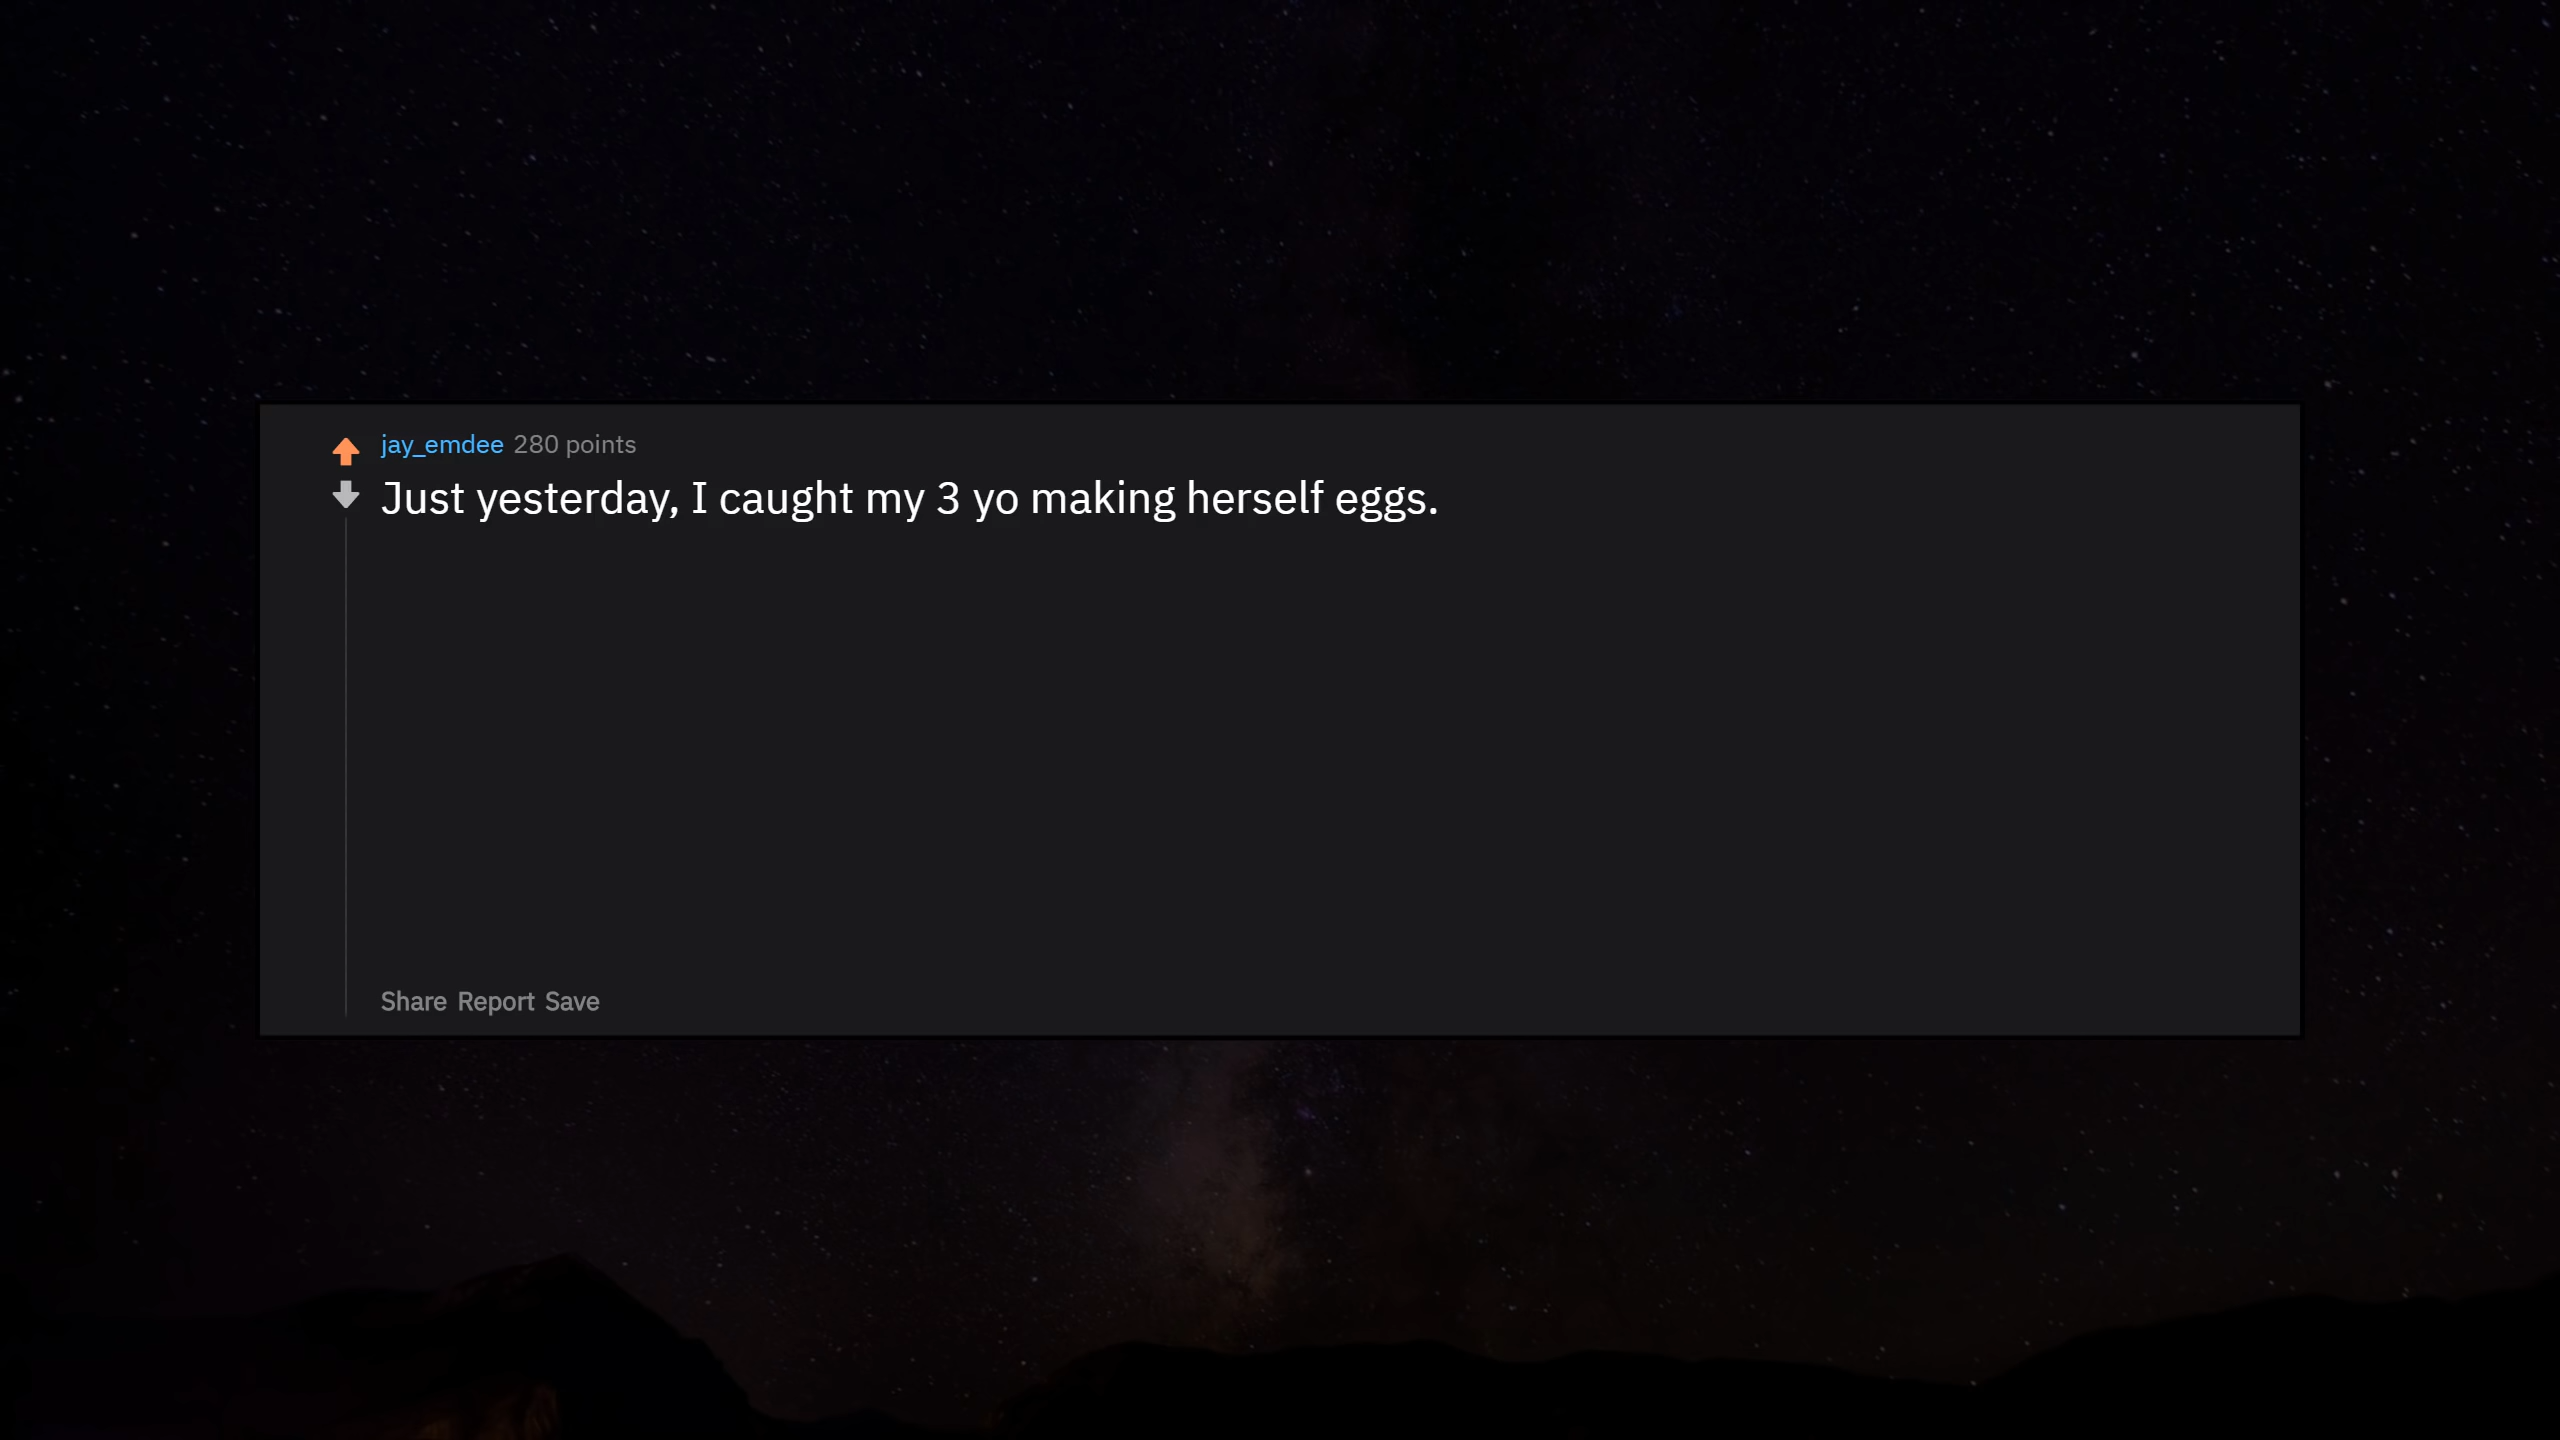 jay_emdee 280 points
Just yesterday, I caught my 3 yo making herself eggs.
Share Report Save